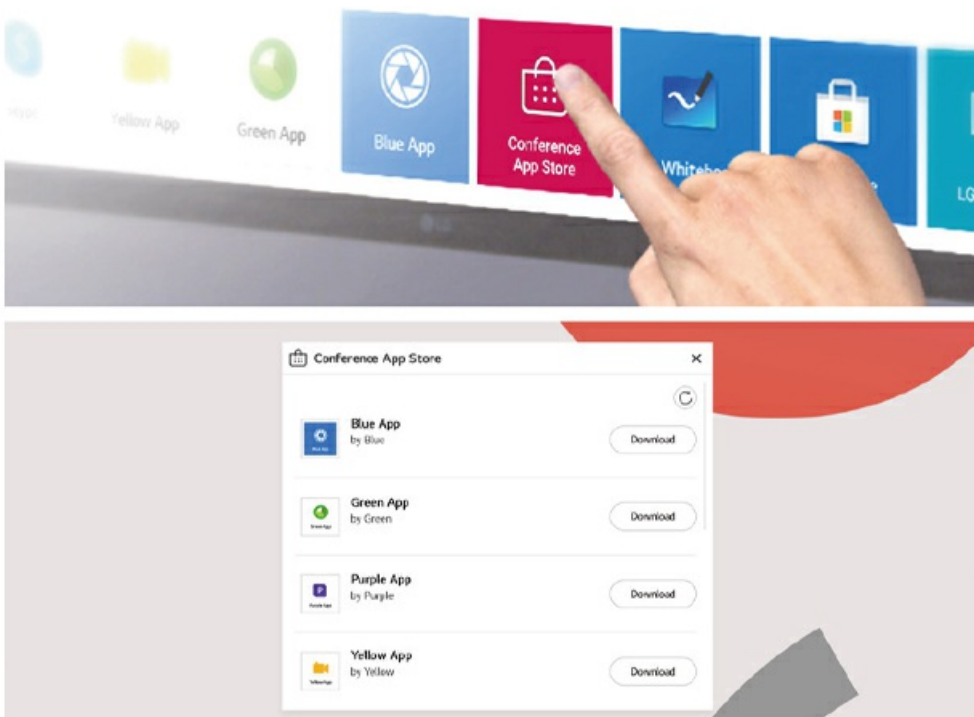 Yellow App
Green App
Blue App
Conference
App Store
LG
Conference App Store
Blue App
by Blue
Download
Green App
by Green
Download
Purple App
by Purple
Download
Yellow App
by Yellow
Download